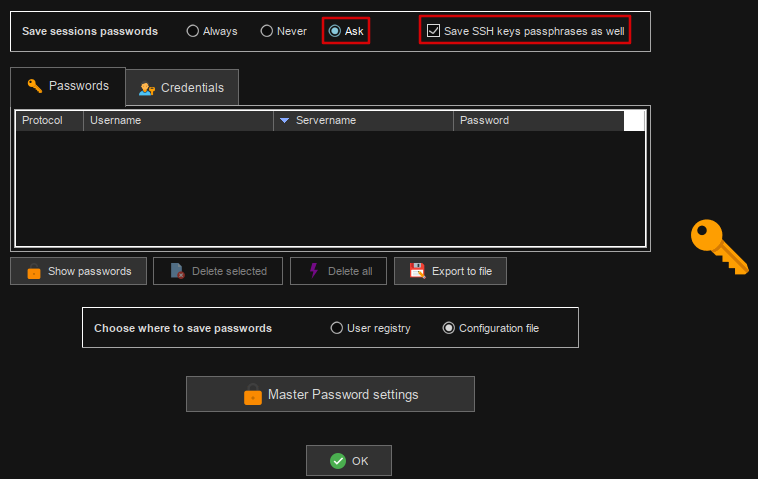 Save sessions passwords Always Never Ask Save SSH keys passphrases as well
Passwords Credentials
Protocol Username Servername Password
Show passwords Delete selected Delete all Export to file
Choose where to save passwords User registry Configuration file
Master Password settings
OK